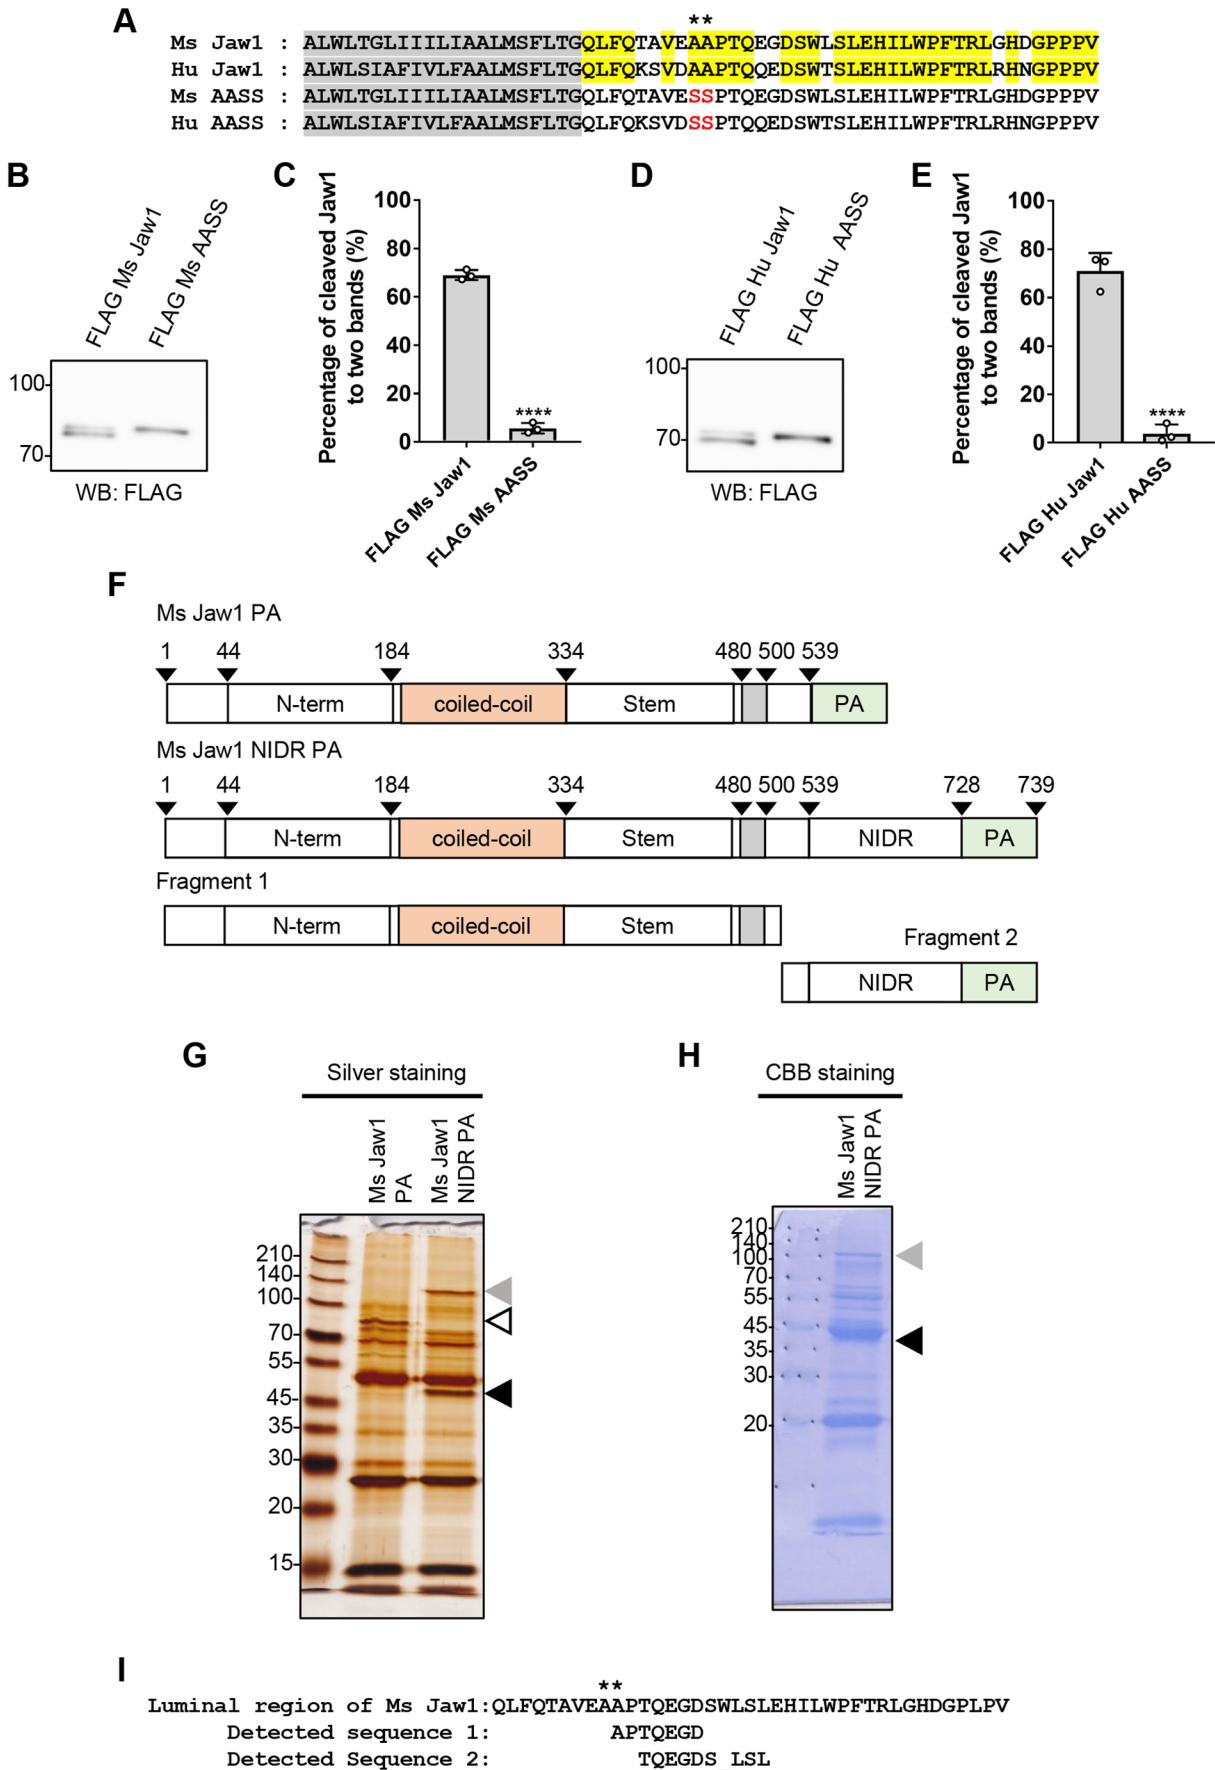 A
**
Ms Jaw1 : ALWLTGLIIILIAALMSFLTGQLFQTAVEAAPTQEGDSWLSLEHILWPFTRLGHDGPPPV
Hu Jaw1 : ALWLSIAFIVLFAALMSFLTGQLFQKSVDAAPTQQEDSWTSLEHILWPFTRLRHNGPPPV
Ms AASS : ALWLTGLIIILIAALMSFLTGQLFQTAVESSPTQEGDSWLSLEHILWPFTRLGHDGPPPV
Hu AASS : ALWLSIAFIVLFAALMSFLTGQLFQKSVDSSPTQQEDSWTSLEHILWPFTRLRHNGPPPV
B
FLAG Ms Jaw1
FLAG Ms AASS
100
70
WB: FLAG
C
Percentage of cleaved Jaw1
to two bands (%)
100
80
60
40
20
0
****
FLAG Ms Jaw1
FLAG Ms AASS
D
FLAG Hu Jaw1
FLAG Hu AASS
100
70
WB: FLAG
E
Percentage of cleaved Jaw1
to two bands (%)
100
80
60
40
20
0
****
FLAG Hu Jaw1
FLAG Hu AASS
F
Ms Jaw1 PA
1 44 184 334 480 500 539
N-term coiled-coil Stem PA
Ms Jaw1 NIDR PA
1 44 184 334 480 500 539 728 739
N-term coiled-coil Stem NIDR PA
Fragment 1
N-term coiled-coil Stem
Fragment 2
NIDR PA
G
Silver staining
Ms Jaw1
PA
Ms Jaw1
NIDR PA
210
140
100
70
55
45
35
30
20
15
H
CBB staining
Ms Jaw1
NIDR PA
210
140
100
70
55
45
35
30
20
I
**
Luminal region of Ms Jaw1:QLFQTAVEAAPTQEGDSWLSLEHILWPFTRLGHDGPLPV
Detected sequence 1: APTQEGD
Detected Sequence 2: TQEGDS LSL